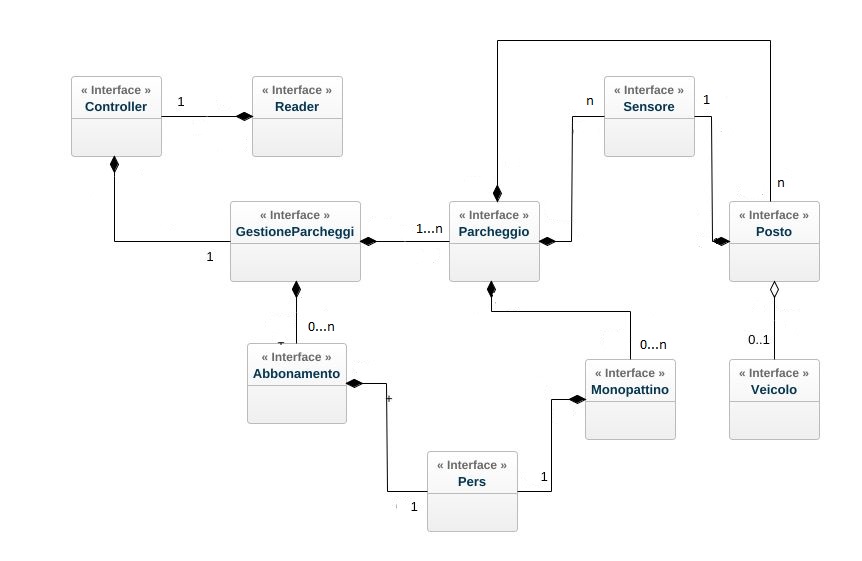 « Interface »
Controller
1
« Interface »
Reader
n
« Interface »
Sensore
1
n
« Interface »
GestioneParcheggi
1
1...n
« Interface »
Parcheggio
« Interface »
Posto
0...n
0...n
0..1
« Interface »
Abbonamento
+
« Interface »
Monopattino
« Interface »
Veicolo
« Interface »
Pers
1
1